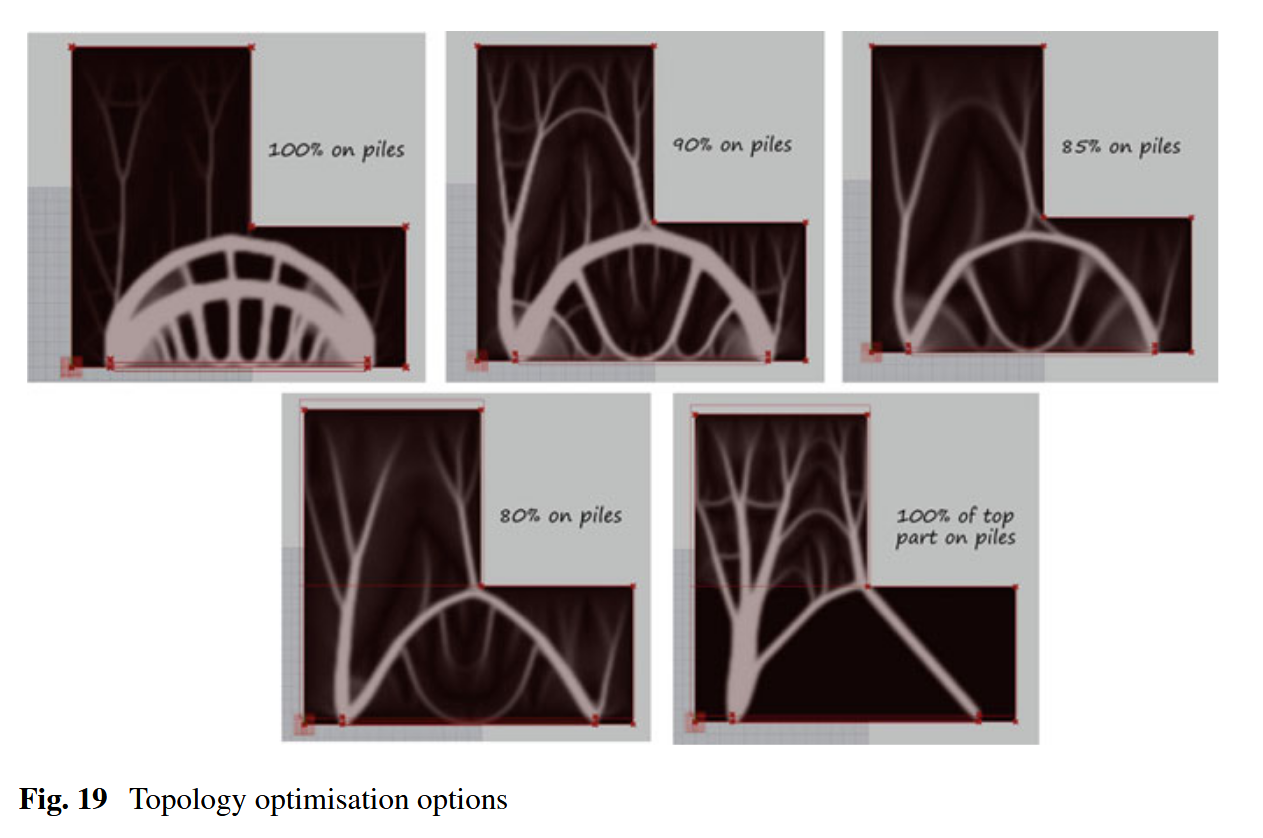 100% on piles
90% on piles
85% on piles
80% on piles
100% of top
part on piles
Fig. 19 Topology optimisation options